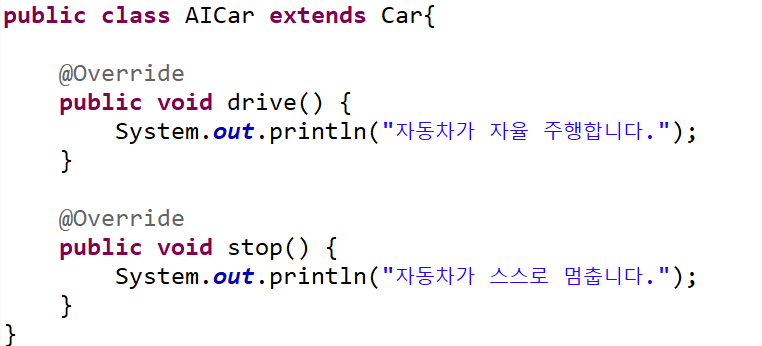 public class AICar extends Car{
@Override
public void drive() {
System.out.println("자동차가 자율 주행합니다.");
}
@Override
public void stop() {
System.out.println("자동차가 스스로 멈춥니다.");
}
}